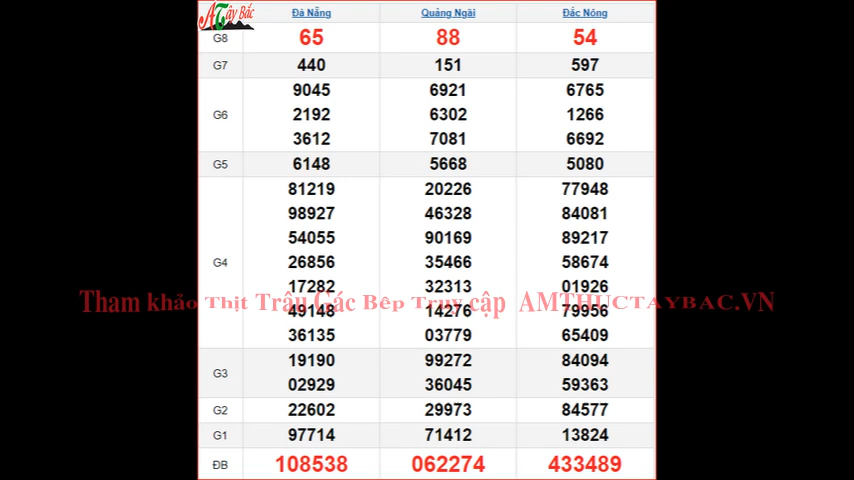 ATây Bắc
Đà Nẵng Quảng Ngãi Đắc Nông
G8 65 88 54
G7 440 151 597
9045 6921 6765
G6 2192 6302 1266
3612 7081 6692
G5 6148 5668 5080
81219 20226 77948
98927 46328 84081
54055 90169 89217
G4 26856 35466 58674
17282 32313 01926
Tham khảo Thịt Trâu Gác Bếp Truy cập AMTHUCTAYBAC.VN
49148 14276 79956
36135 03779 65409
19190 99272 84094
G3
02929 36045 59363
G2 22602 29973 84577
G1 97714 71412 13824
ĐB 108538 062274 433489